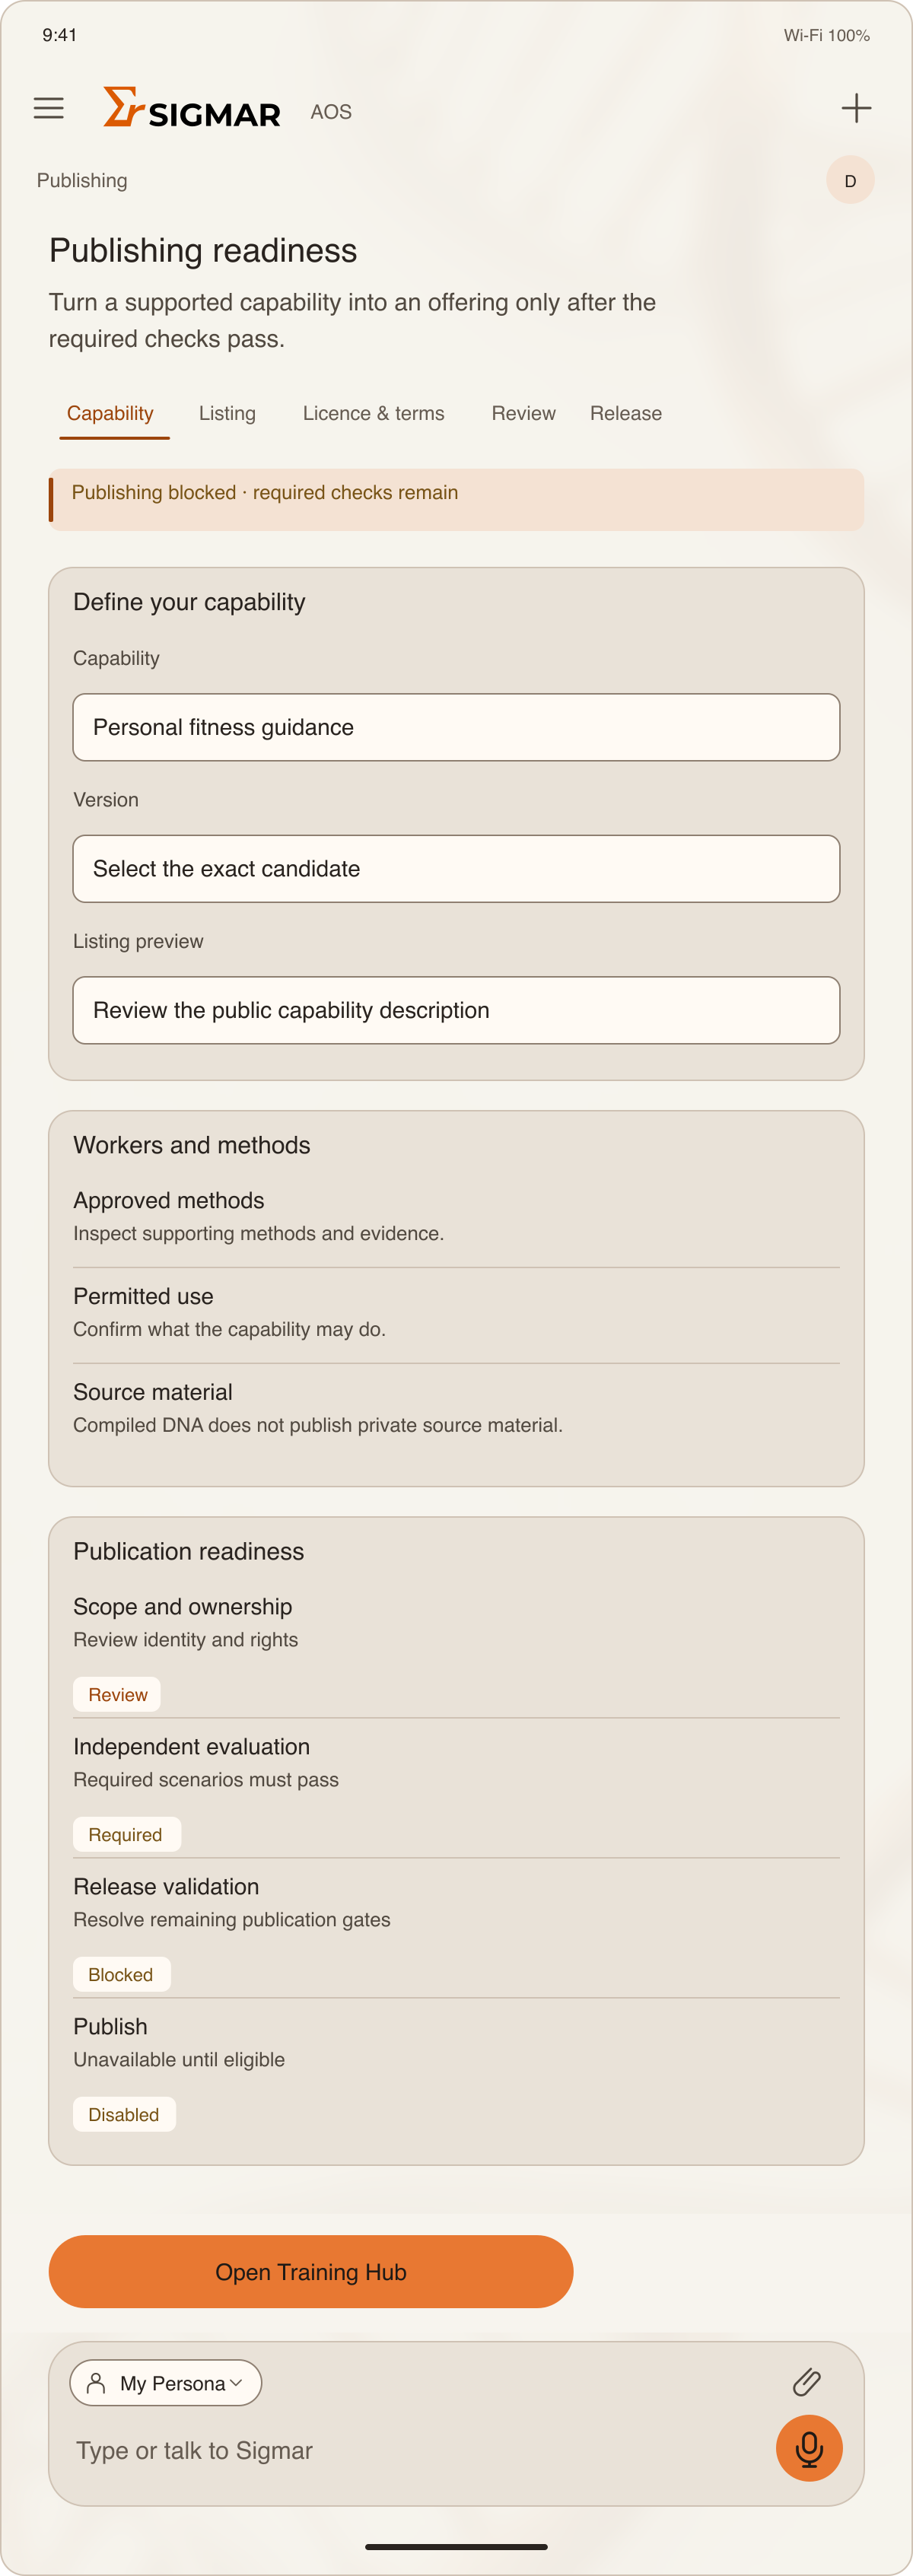 9:41
Wi-Fi 100%
Σr SIGMAR AOS
Publishing
D
Publishing readiness
Turn a supported capability into an offering only after the
required checks pass.
Capability Listing Licence & terms Review Release
Publishing blocked · required checks remain
Define your capability
Capability
Personal fitness guidance
Version
Select the exact candidate
Listing preview
Review the public capability description
Workers and methods
Approved methods
Inspect supporting methods and evidence.
Permitted use
Confirm what the capability may do.
Source material
Compiled DNA does not publish private source material.
Publication readiness
Scope and ownership
Review identity and rights
Review
Independent evaluation
Required scenarios must pass
Required
Release validation
Resolve remaining publication gates
Blocked
Publish
Unavailable until eligible
Disabled
Open Training Hub
My Persona
Type or talk to Sigmar